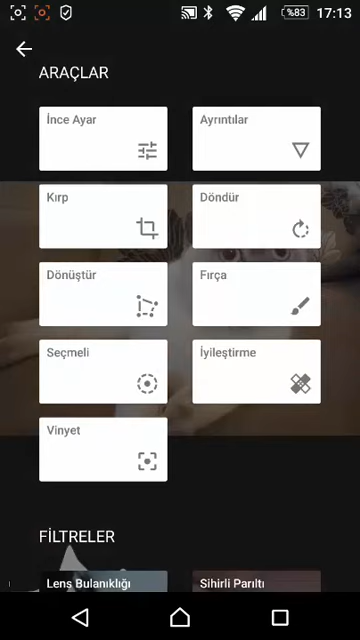 %83 17:13
ARAÇLAR
İnce Ayar
Ayrıntılar
Kırp
Döndür
Dönüştür
Fırça
Seçmeli
İyileştirme
Vinyet
FİLTRELER
Lens Bulanıklığı
Sihirli Parıltı